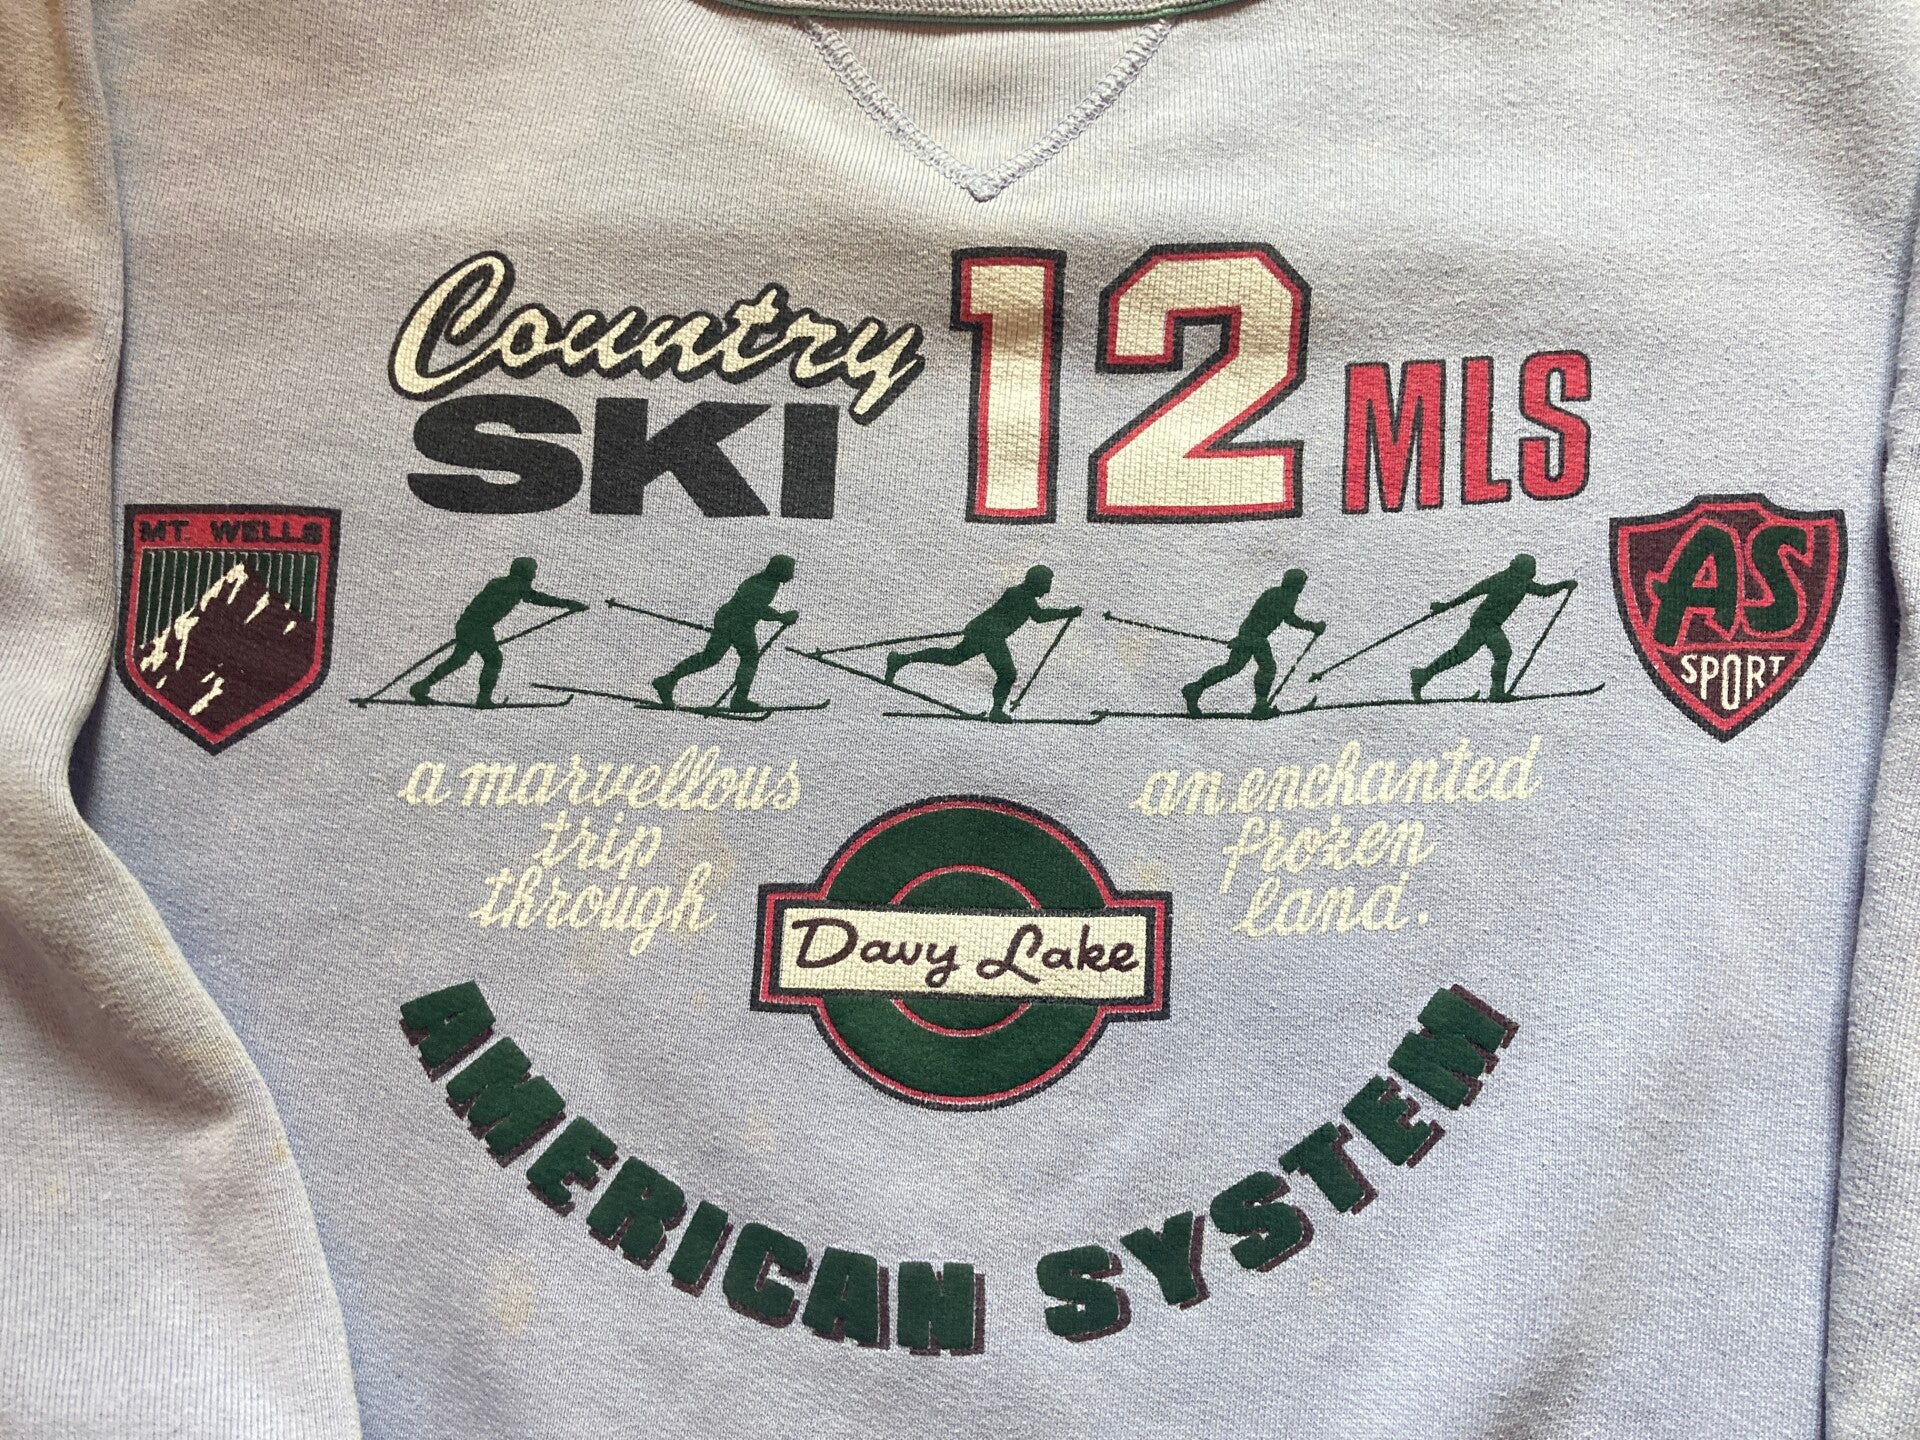 Country
SKI
12 MLS
MT. WELLS
AS
SPORT
a marvellous
trip
through
an enchanted
frozen
land.
Davy Lake
AMERICAN SYSTEM